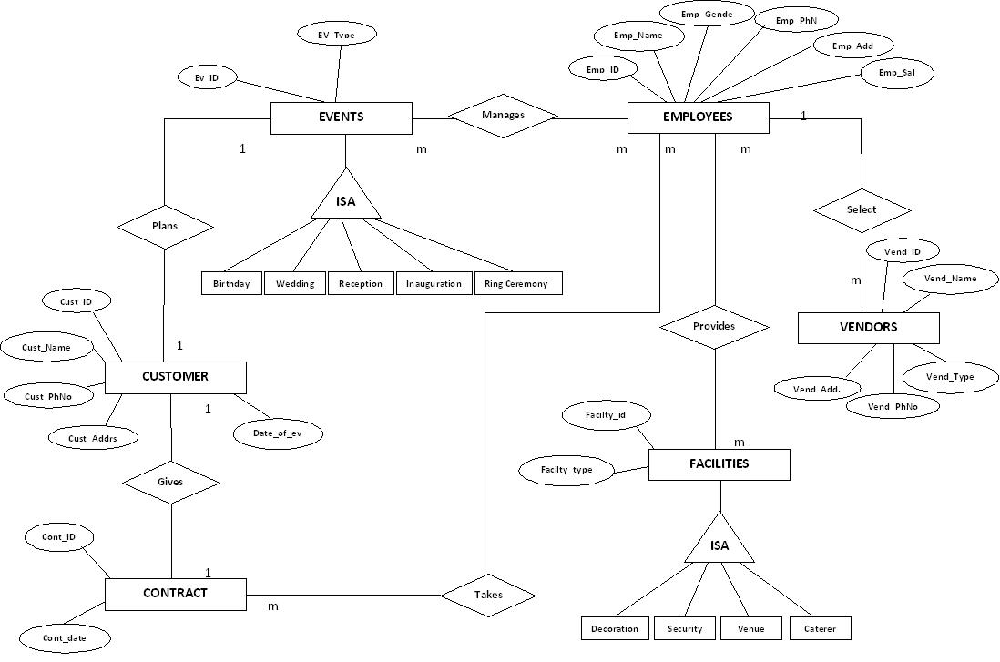 Emp_Gende
EV_Type
Emp_PhN
Emp_Name
Emp_Add
Emp_ID
Emp_Sal
Ev_ID
EVENTS
Manages
EMPLOYEES
1
1
m
m
m
m
ISA
Select
Plans
Vend_ID
Vend_Name
m
Birthday
Wedding
Reception
Inauguration
Ring Ceremony
Cust_ID
Provides
VENDORS
Cust_Name
1
CUSTOMER
Vend_Type
Vend_Add.
Cust_PhNo
Vend_PhNo
1
Facilty_id
Cust_Addrs
Date_of_ev
m
FACILITIES
Facilty_type
Gives
Cont_ID
ISA
1
CONTRACT
Takes
m
Decoration
Security
Venue
Caterer
Cont_date